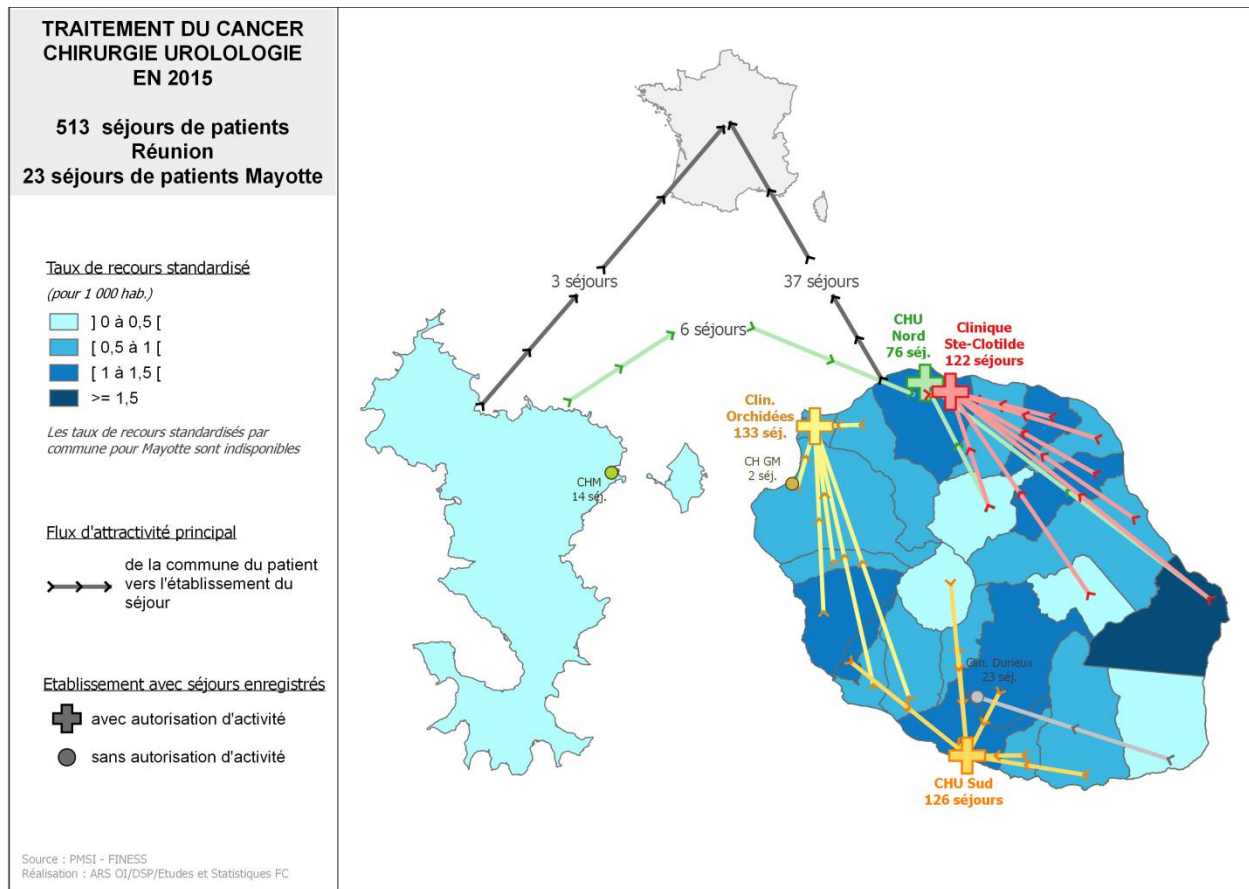 TRAITEMENT DU CANCER
CHIRURGIE UROLOLOGIE
EN 2015
513 séjours de patients
Réunion
23 séjours de patients Mayotte
Taux de recours standardisé
(pour 1 000 hab.)
] 0 à 0,5 [
[ 0,5 à 1 [
[ 1 à 1,5 [
>= 1,5
Les taux de recours standardisés par
commune pour Mayotte sont indisponibles
Flux d'attractivité principal
de la commune du patient
vers l'établissement du
séjour
Etablissement avec séjours enregistrés
avec autorisation d'activité
sans autorisation d'activité
Source : PMSI - FINESS
Réalisation : ARS OI/DSP/Etudes et Statistiques FC
3 séjours
37 séjours
6 séjours
CHU
Nord
76 séj.
Clinique
Ste-Clotilde
122 séjours
Clin.
Orchidées
133 séj.
CH GM
2 séj.
CHM
14 séj.
Clin. Durieux
23 séj.
CHU Sud
126 séjours